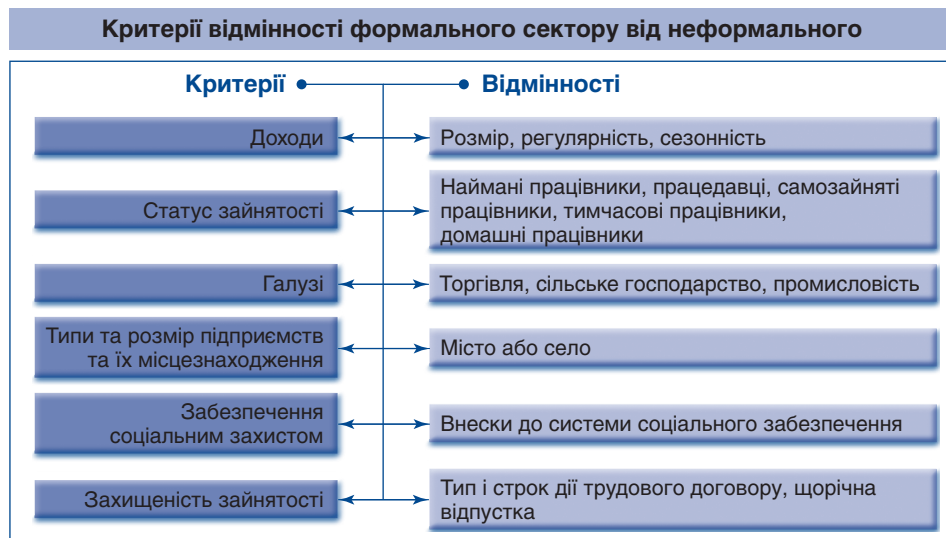 Критерії відмінності формального сектору від неформального
Критерії
Відмінності
Доходи
Розмір, регулярність, сезонність
Статус зайнятості
Наймані працівники, працедавці, самозайняті
працівники, тимчасові працівники,
домашні працівники
Галузі
Торгівля, сільське господарство, промисловість
Типи та розмір підприємств
та їх місцезнаходження
Місто або село
Забезпечення
соціальним захистом
Внески до системи соціального забезпечення
Захищеність зайнятості
Тип і строк дії трудового договору, щорічна
відпустка